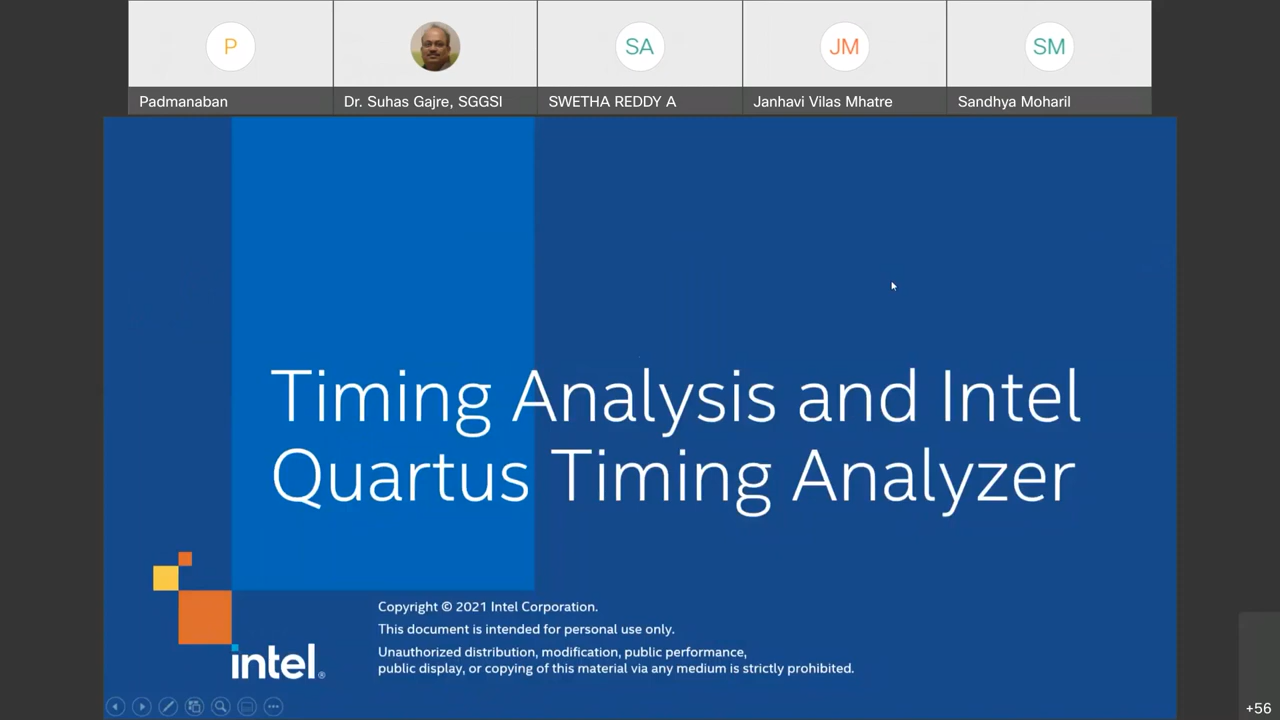 P
SA
JM
SM
Padmanaban
Dr. Suhas Gajre, SGGSI
SWETHA REDDY A
Janhavi Vilas Mhatre
Sandhya Moharil
Timing Analysis and Intel
Quartus Timing Analyzer
Copyright © 2021 Intel Corporation.
This document is intended for personal use only.
Unauthorized distribution, modification, public performance,
public display, or copying of this material via any medium is strictly prohibited.
intel®
+56